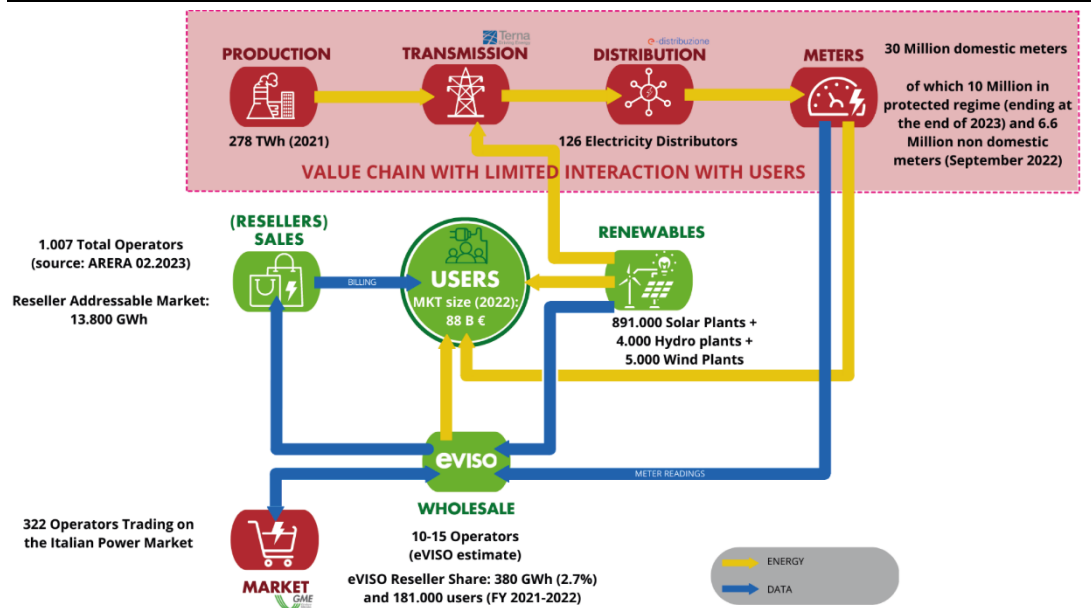 PRODUCTION
278 TWh (2021)
Terna
TRANSMISSION
e-distribuzione
DISTRIBUTION
126 Electricity Distributors
METERS
30 Million domestic meters
of which 10 Million in
protected regime (ending at
the end of 2023) and 6.6
Million non domestic
meters (September 2022)
VALUE CHAIN WITH LIMITED INTERACTION WITH USERS
1.007 Total Operators
(source: ARERA 02.2023)
Reseller Addressable Market:
13.800 GWh
(RESELLERS)
SALES
BILLING
USERS
MKT size (2022):
88 B €
RENEWABLES
891.000 Solar Plants +
4.000 Hydro plants +
5.000 Wind Plants
eVISO
METER READINGS
WHOLESALE
10-15 Operators
(eVISO estimate)
eVISO Reseller Share: 380 GWh (2.7%)
and 181.000 users (FY 2021-2022)
322 Operators Trading on
the Italian Power Market
MARKET
GME
ENERGY
DATA